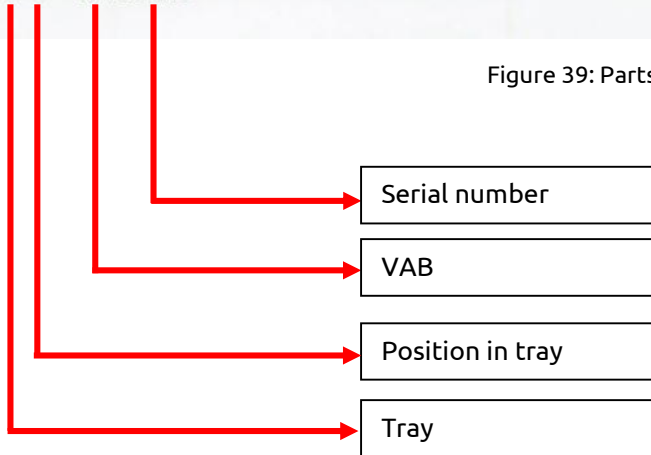 Figure 39: Parts
Serial number
VAB
Position in tray
Tray